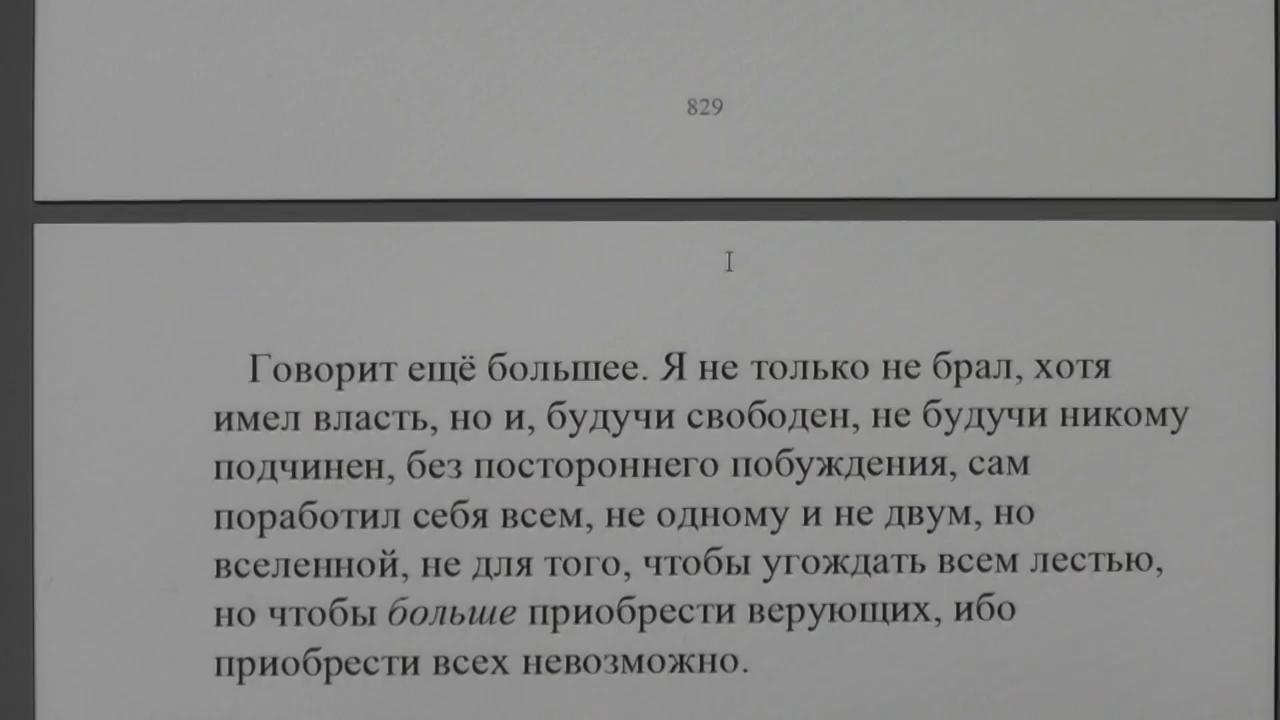 829
Говорит ещё большее. Я не только не брал, хотя
имел власть, но и, будучи свободен, не будучи никому
подчинен, без постороннего побуждения, сам
поработил себя всем, не одному и не двум, но
вселенной, не для того, чтобы угождать всем лестью,
но чтобы больше приобрести верующих, ибо
приобрести всех невозможно.